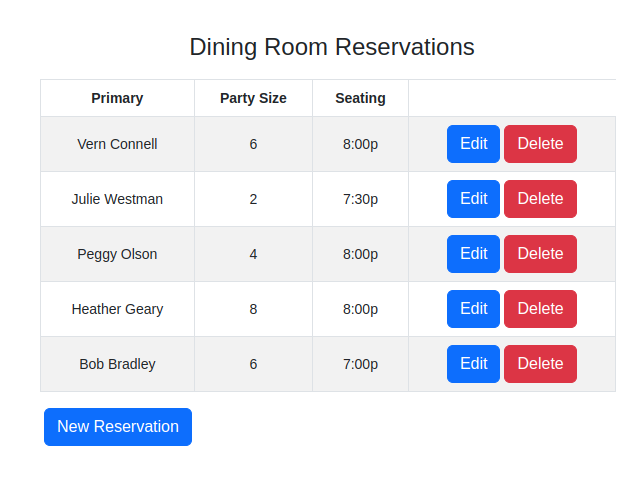 Dining Room Reservations
Primary Party Size Seating
Vern Connell 6 8:00p Edit Delete
Julie Westman 2 7:30p Edit Delete
Peggy Olson 4 8:00p Edit Delete
Heather Geary 8 8:00p Edit Delete
Bob Bradley 6 7:00p Edit Delete
New Reservation